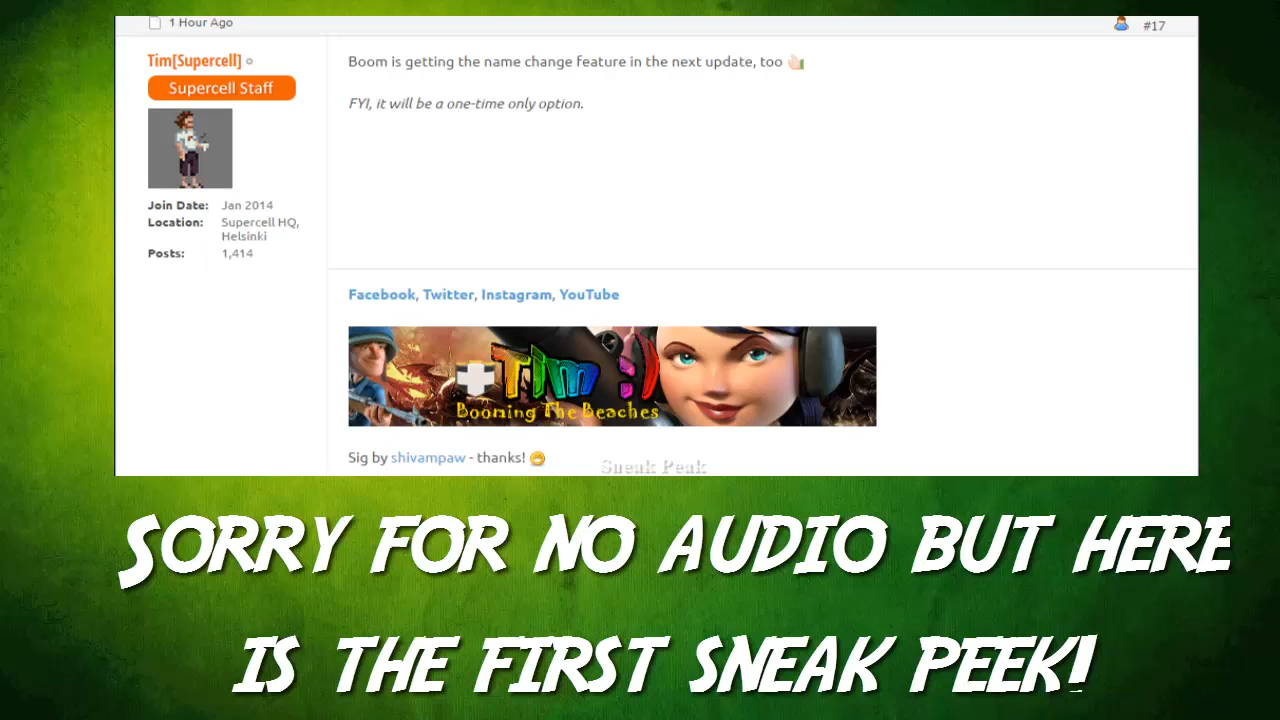 1 Hour Ago
#17
Tim[Supercell]
Supercell Staff
Join Date: Jan 2014
Location: Supercell HQ,
Helsinki
Posts: 1,414
Boom is getting the name change feature in the next update, too
FYI, it will be a one-time only option.
Facebook, Twitter, Instagram, YouTube
Tim :)
Booming The Beaches
Sig by shivampaw - thanks!
Sneak Peak
SORRY FOR NO AUDIO BUT HERE
IS THE FIRST SNEAK PEEK!